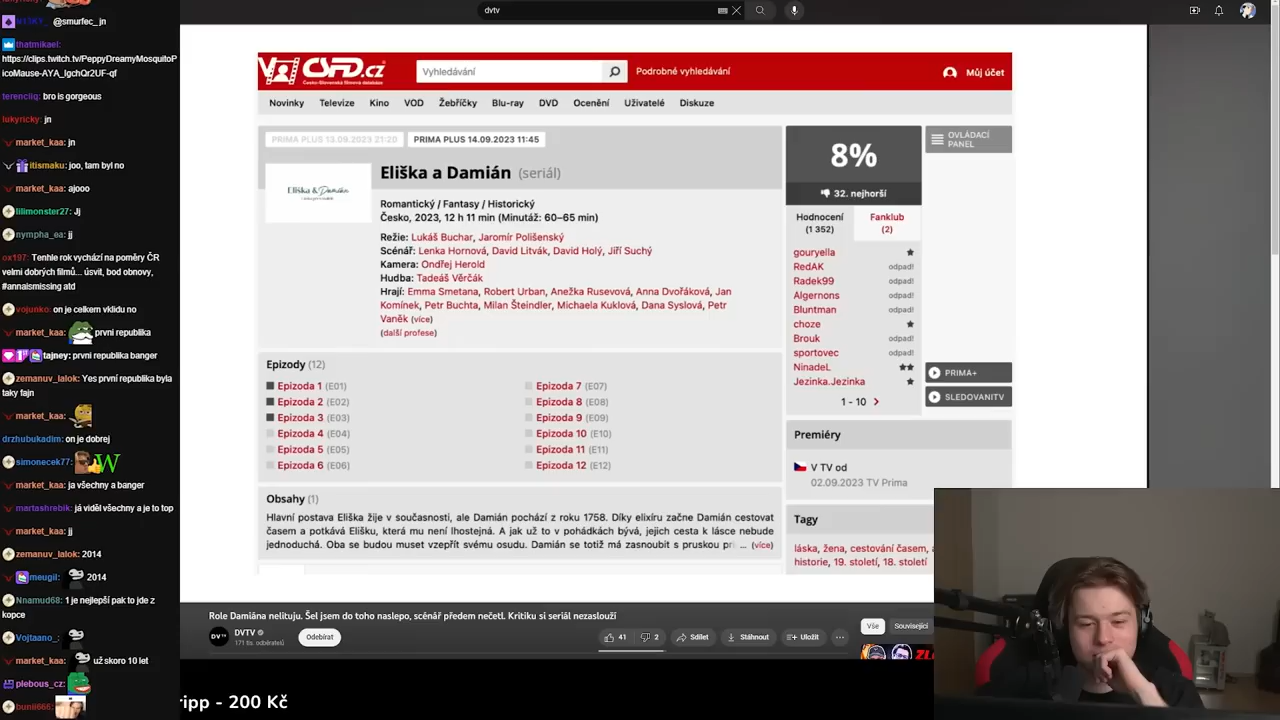 @smurfec_jn
thatmikael:
https://clips.twitch.tv/PeppyDreamyMosquitoP
icoMause-AYA_IgchQr2UF-qf
terenciiq: bro is gorgeous
lukyricky: jn
market_kaa: jn
itismaku: joo, tam byl no
market_kaa: ajooo
lilimonster27: Jj
nympha_ea: jj
ox197: Tenhle rok vychází na poměry ČR
velmi dobrých filmů... úsvit, bod obnovy,
#annaismissing atd
vojunko: on je celkem vklidu no
market_kaa: první republika
tajney: prvni republika banger
zemanuv_lalok: Yes první republika byla
taky fajn
market_kaa:
drzhubukadim: on je dobrej
simonecek77: W
market_kaa: ja všechny a banger
martashrebik: já viděl všechny a je to top
market_kaa: jj
zemanuv_lalok: 2014
meugil: 2014
Nnamud68: 1 je nejlepší pak to jde z
kopce
Vojtaano_:
market_kaa: už skoro 10 let
plebous_cz:
bunii666:
dvtv
ČSFD.cz
Česko-Slovenská filmová databáze
Vyhledávání
Podrobné vyhledávání
Můj účet
Novinky Televize Kino VOD Žebříčky Blu-ray DVD Ocenění Uživatelé Diskuze
PRIMA PLUS 13.09.2023 21:20 PRIMA PLUS 14.09.2023 11:45
Eliška & Damián
Eliška a Damián (seriál)
Romantický / Fantasy / Historický
Česko, 2023, 12 h 11 min (Minutáž: 60–65 min)
Režie: Lukáš Buchar, Jaromír Polišenský
Scénář: Lenka Hornová, David Litvák, David Holý, Jiří Suchý
Kamera: Ondřej Herold
Hudba: Tadeáš Věrčák
Hrají: Emma Smetana, Robert Urban, Anežka Rusevová, Anna Dvořáková, Jan
Komínek, Petr Buchta, Milan Šteindler, Michaela Kuklová, Dana Syslová, Petr
Vaněk (více)
(další profese)
Epizody (12)
Epizoda 1 (E01)
Epizoda 2 (E02)
Epizoda 3 (E03)
Epizoda 4 (E04)
Epizoda 5 (E05)
Epizoda 6 (E06)
Epizoda 7 (E07)
Epizoda 8 (E08)
Epizoda 9 (E09)
Epizoda 10 (E10)
Epizoda 11 (E11)
Epizoda 12 (E12)
Obsahy (1)
Hlavní postava Eliška žije v současnosti, ale Damián pochází z roku 1758. Díky elixíru začne Damián cestovat
časem a potkává Elišku, která mu není lhostejná. A jak už to v pohádkách bývá, jejich cesta k lásce nebude
jednoduchá. Oba se budou muset vzepřít svému osudu. Damián se totiž má zasnoubit s pruskou pri ... (více)
8%
32. nejhorší
Hodnocení
(1 352)
Fanklub
(2)
gouryella
RedAK odpad!
Radek99 odpad!
Algernons odpad!
Bluntman odpad!
choze
Brouk odpad!
sportovec odpad!
NinadeL
Jezinka.Jezinka
1 - 10
Premiéry
V TV od
02.09.2023 TV Prima
Tagy
láska, žena, cestování časem,
historie, 19. století, 18. století
OVLÁDACÍ
PANEL
PRIMA+
SLEDOVANITV
Role Damiána nelituju. Šel jsem do toho naslepo, scénář předem nečetl. Kritiku si seriál nezaslouží
DVTV
171 tis. odběratelů
Odebírat
41
2
Sdílet
Stáhnout
Uložit
Vše
Související
ripp - 200 Kč